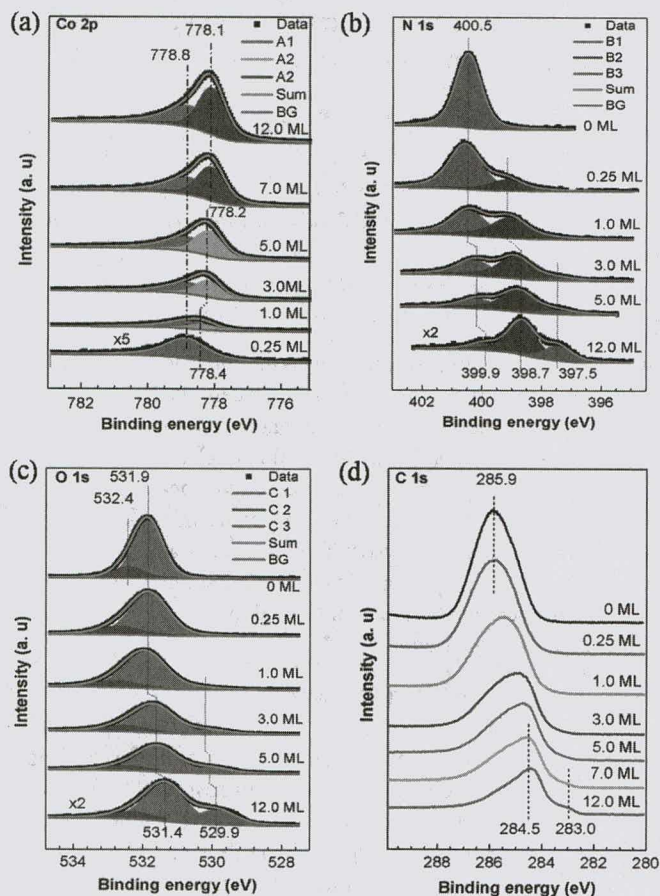 (a)
Co 2p
778.1
778.8
Data
A1
A2
A2
Sum
BG
12.0 ML
7.0 ML
778.2
5.0 ML
3.0ML
1.0 ML
x5
0.25 ML
778.4
782
780
778
776
Binding energy (eV)
Intensity (a. u)
(b)
N 1s
400.5
Data
B1
B2
B3
Sum
BG
0 ML
0.25 ML
1.0 ML
3.0 ML
5.0 ML
x2
12.0 ML
399.9
398.7
397.5
402
400
398
396
Binding energy (eV)
Intensity (a. u)
(c)
O 1s
531.9
532.4
Data
C 1
C 2
C 3
Sum
BG
0 ML
0.25 ML
1.0 ML
3.0 ML
5.0 ML
x2
12.0 ML
531.4
529.9
534
532
530
528
Binding energy (eV)
Intensity (a. u)
(d)
C 1s
285.9
0 ML
0.25 ML
1.0 ML
3.0 ML
5.0 ML
7.0 ML
12.0 ML
284.5
283.0
288
286
284
282
280
Binding energy (eV)
Intensity (a. u)